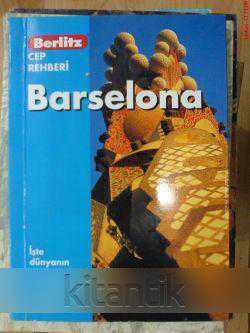 Berlitz
CEP
REHBERİ
Barselona
İşte
dünyanın
kitantik